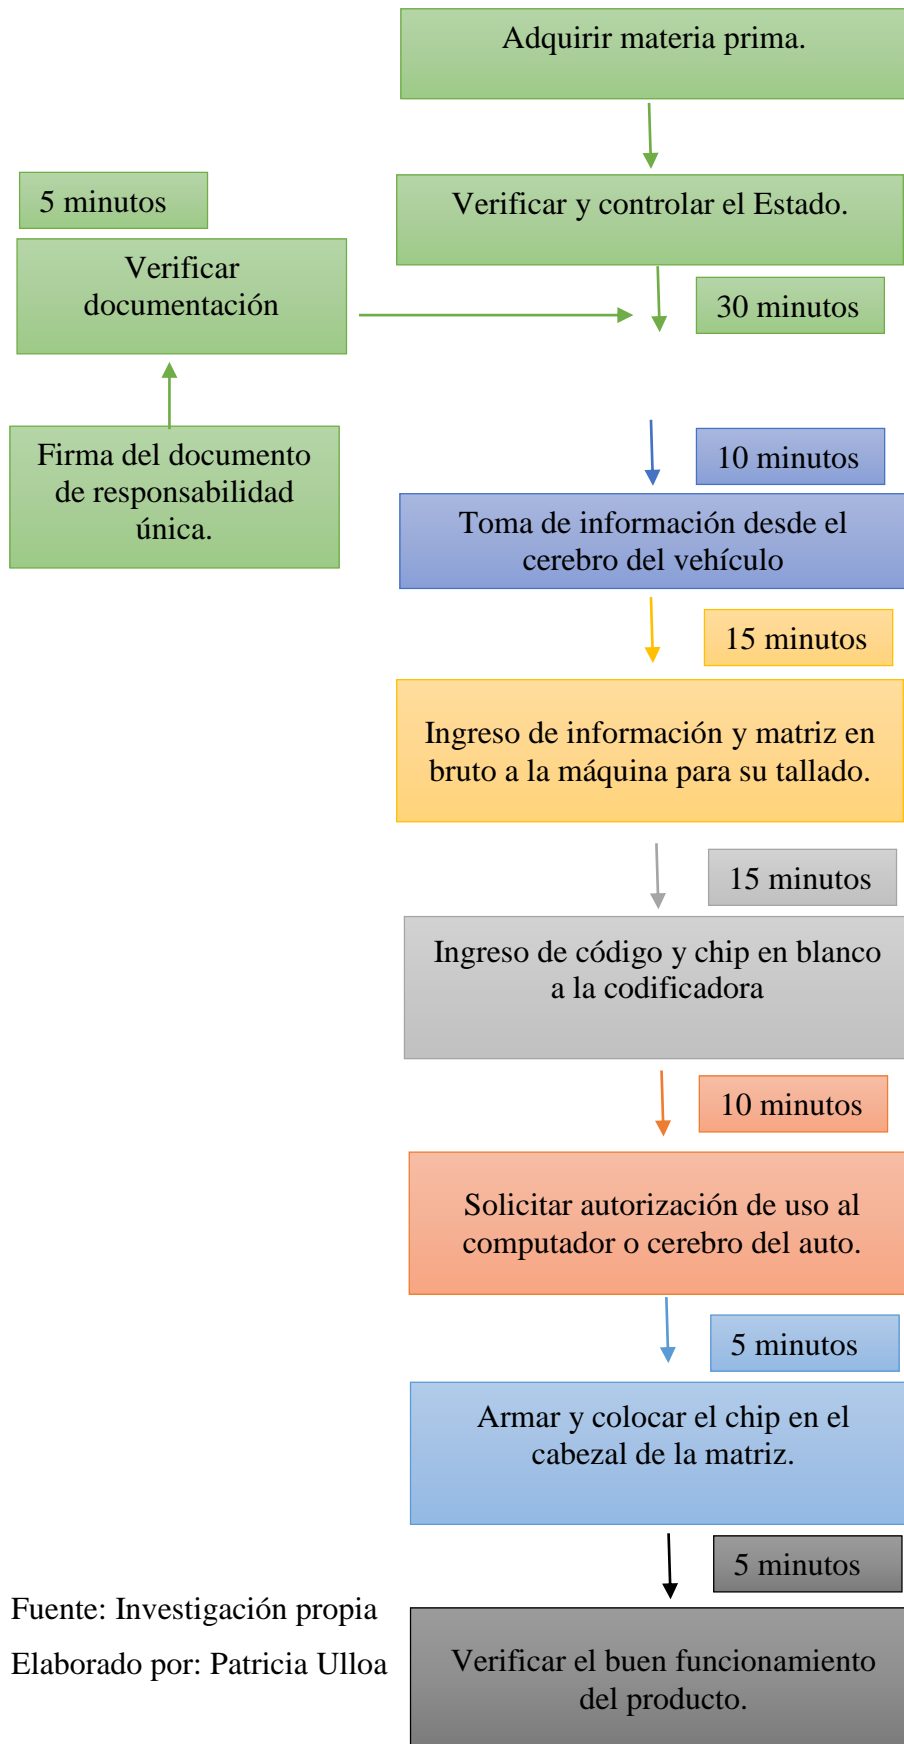 Adquirir materia prima.
5 minutos
Verificar y controlar el Estado.
Verificar
documentación
30 minutos
Firma del documento
de responsabilidad
única.
10 minutos
Toma de información desde el
cerebro del vehículo
15 minutos
Ingreso de información y matriz en
bruto a la máquina para su tallado.
15 minutos
Ingreso de código y chip en blanco
a la codificadora
10 minutos
Solicitar autorización de uso al
computador o cerebro del auto.
5 minutos
Armar y colocar el chip en el
cabezal de la matriz.
5 minutos
Fuente: Investigación propia
Elaborado por: Patricia Ulloa
Verificar el buen funcionamiento
del producto.